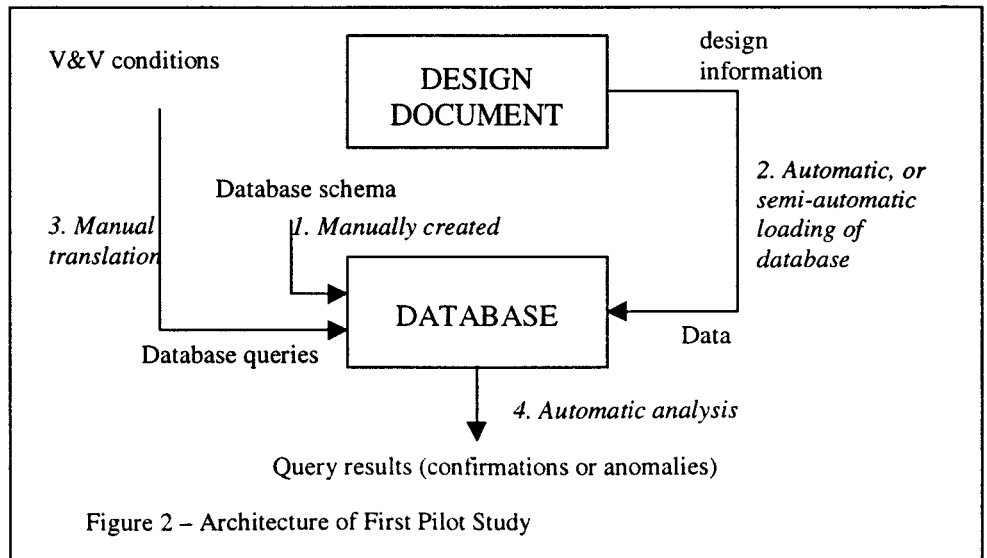 V&V conditions
DESIGN
DOCUMENT
design
information
Database schema
1. Manually created
2. Automatic, or
semi-automatic
loading of
database
3. Manual
translation
DATABASE
Database queries
Data
4. Automatic analysis
Query results (confirmations or anomalies)
Figure 2 – Architecture of First Pilot Study